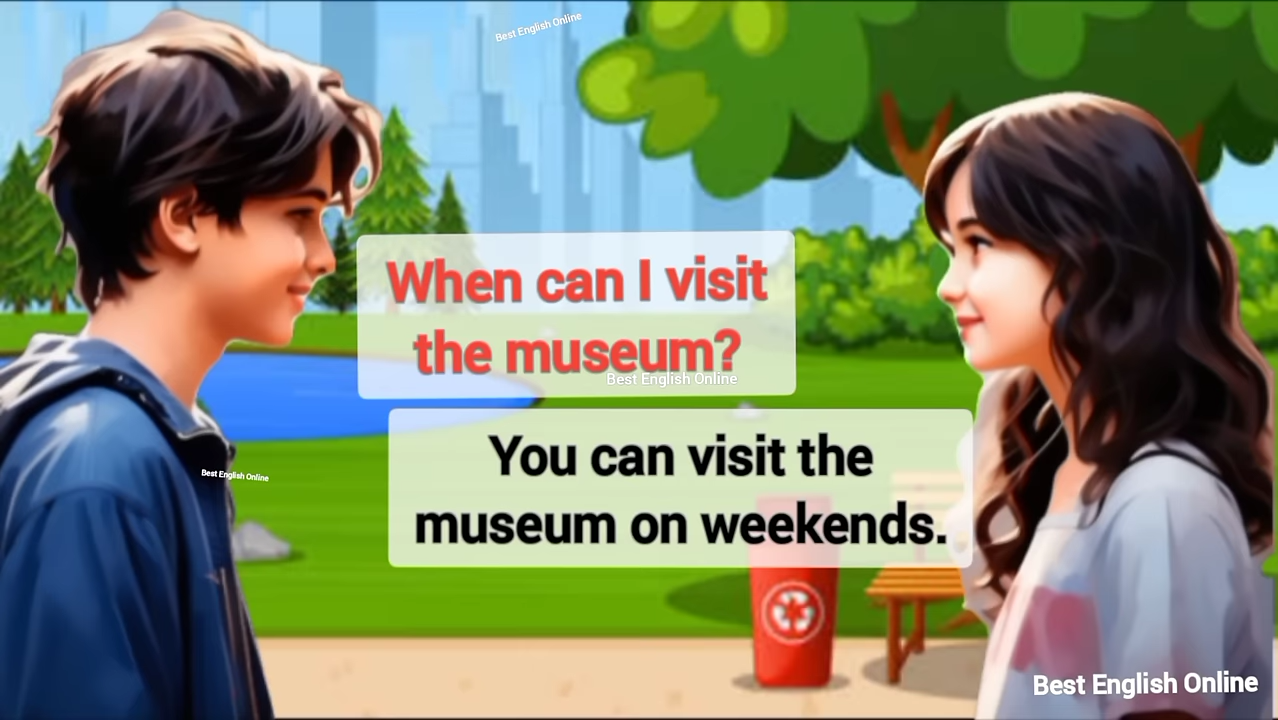 Best English Online
When can I visit
the museum?
Best English Online
You can visit the
museum on weekends.
Best English Online
Best English Online